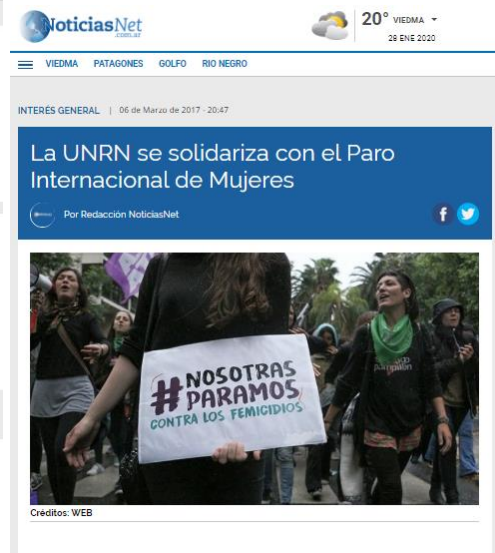 NoticiasNet
.com.ar
20° VIEDMA
28 ENE 2020
VIEDMA PATAGONES GOLFO RIO NEGRO
INTERÉS GENERAL | 06 de Marzo de 2017 - 20:47
La UNRN se solidariza con el Paro
Internacional de Mujeres
Por Redacción NoticiasNet
#NOSOTRAS
PARAMOS
CONTRA LOS FEMICIDIOS
Créditos: WEB